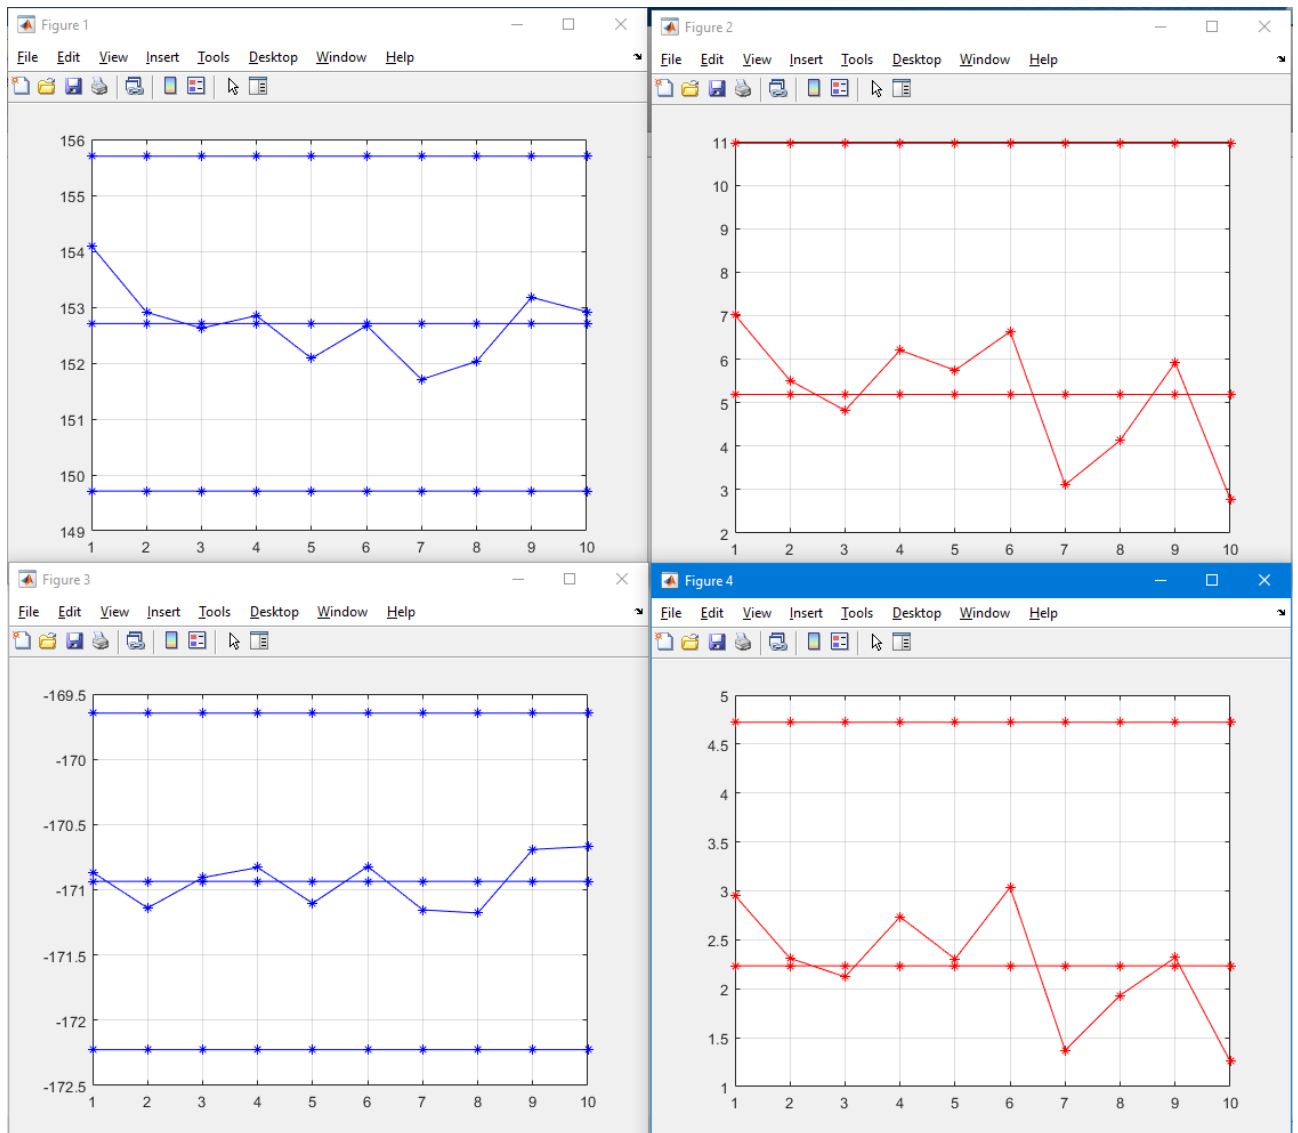 Figure 1
File Edit View Insert Tools Desktop Window Help
156
155
154
153
152
151
150
149
1 2 3 4 5 6 7 8 9 10
Figure 2
File Edit View Insert Tools Desktop Window Help
11
10
9
8
7
6
5
4
3
2
1 2 3 4 5 6 7 8 9 10
Figure 3
File Edit View Insert Tools Desktop Window Help
-169.5
-170
-170.5
-171
-171.5
-172
-172.5
1 2 3 4 5 6 7 8 9 10
Figure 4
File Edit View Insert Tools Desktop Window Help
5
4.5
4
3.5
3
2.5
2
1.5
1
1 2 3 4 5 6 7 8 9 10